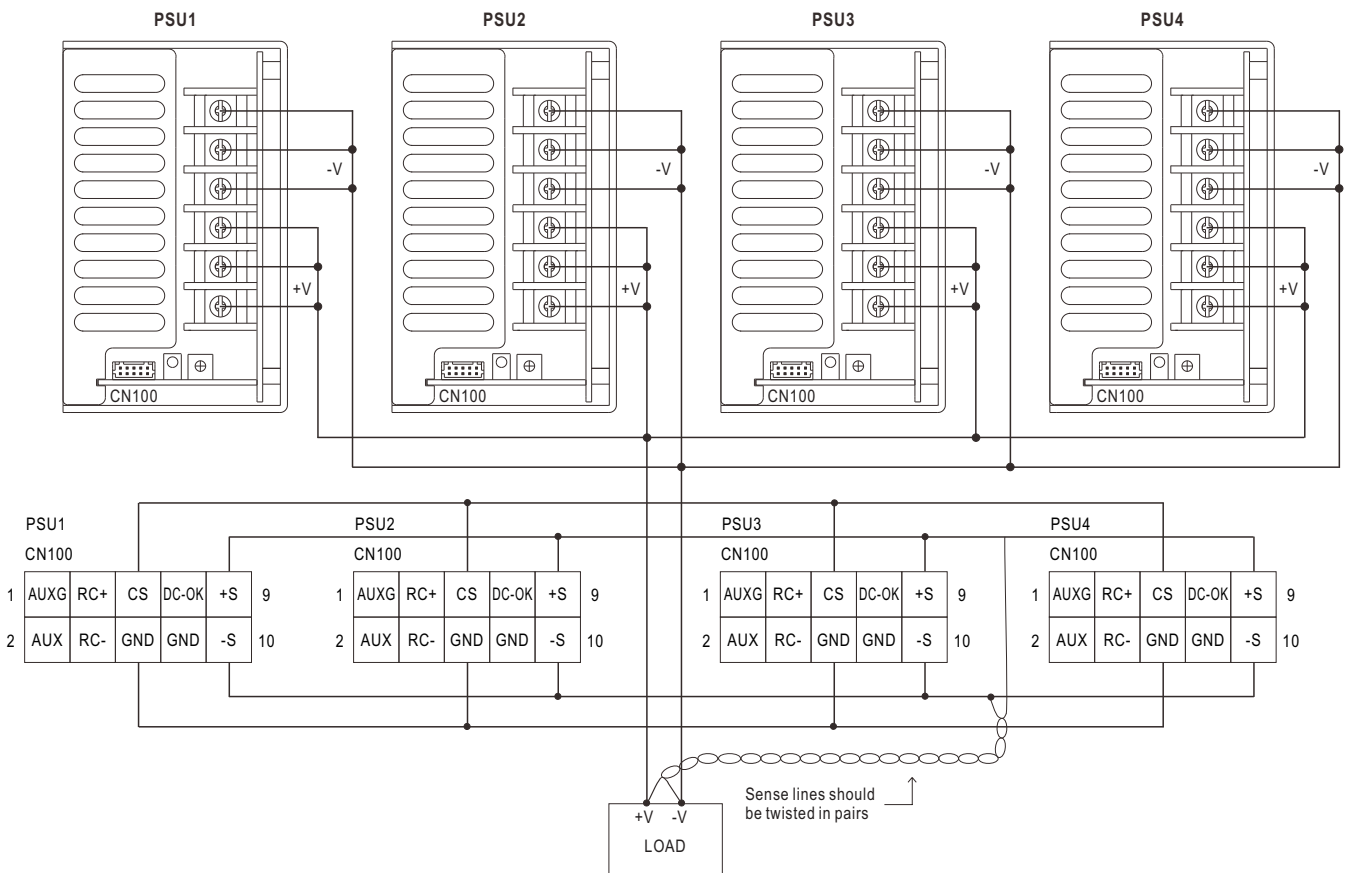 PSU1 PSU2 PSU3 PSU4
-V -V -V -V
+V +V +V +V
CN100 CN100 CN100 CN100
PSU1 PSU2 PSU3 PSU4
CN100 CN100 CN100 CN100
1 AUXG RC+ CS DC-OK +S 9 1 AUXG RC+ CS DC-OK +S 9 1 AUXG RC+ CS DC-OK +S 9 1 AUXG RC+ CS DC-OK +S 9
2 AUX RC- GND GND -S 10 2 AUX RC- GND GND -S 10 2 AUX RC- GND GND -S 10 2 AUX RC- GND GND -S 10
Sense lines should
be twisted in pairs
+V -V
LOAD